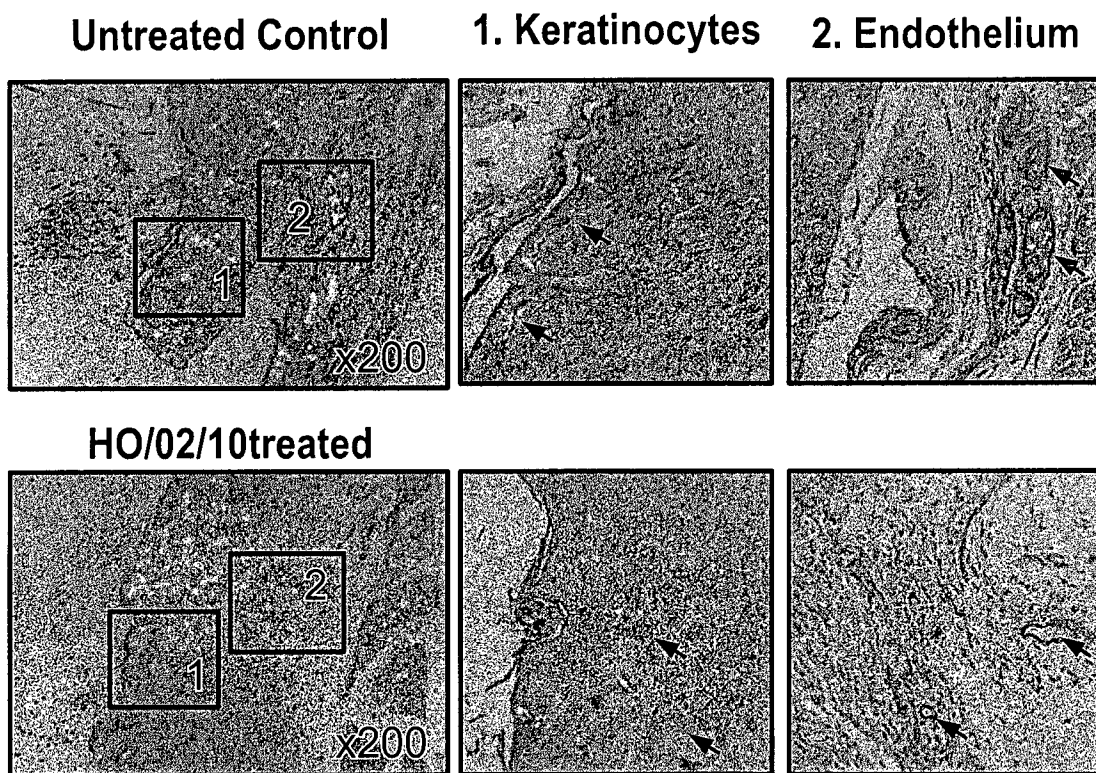 Untreated Control
1. Keratinocytes
2. Endothelium
2
1
x200
HO/02/10treated
2
1
x200